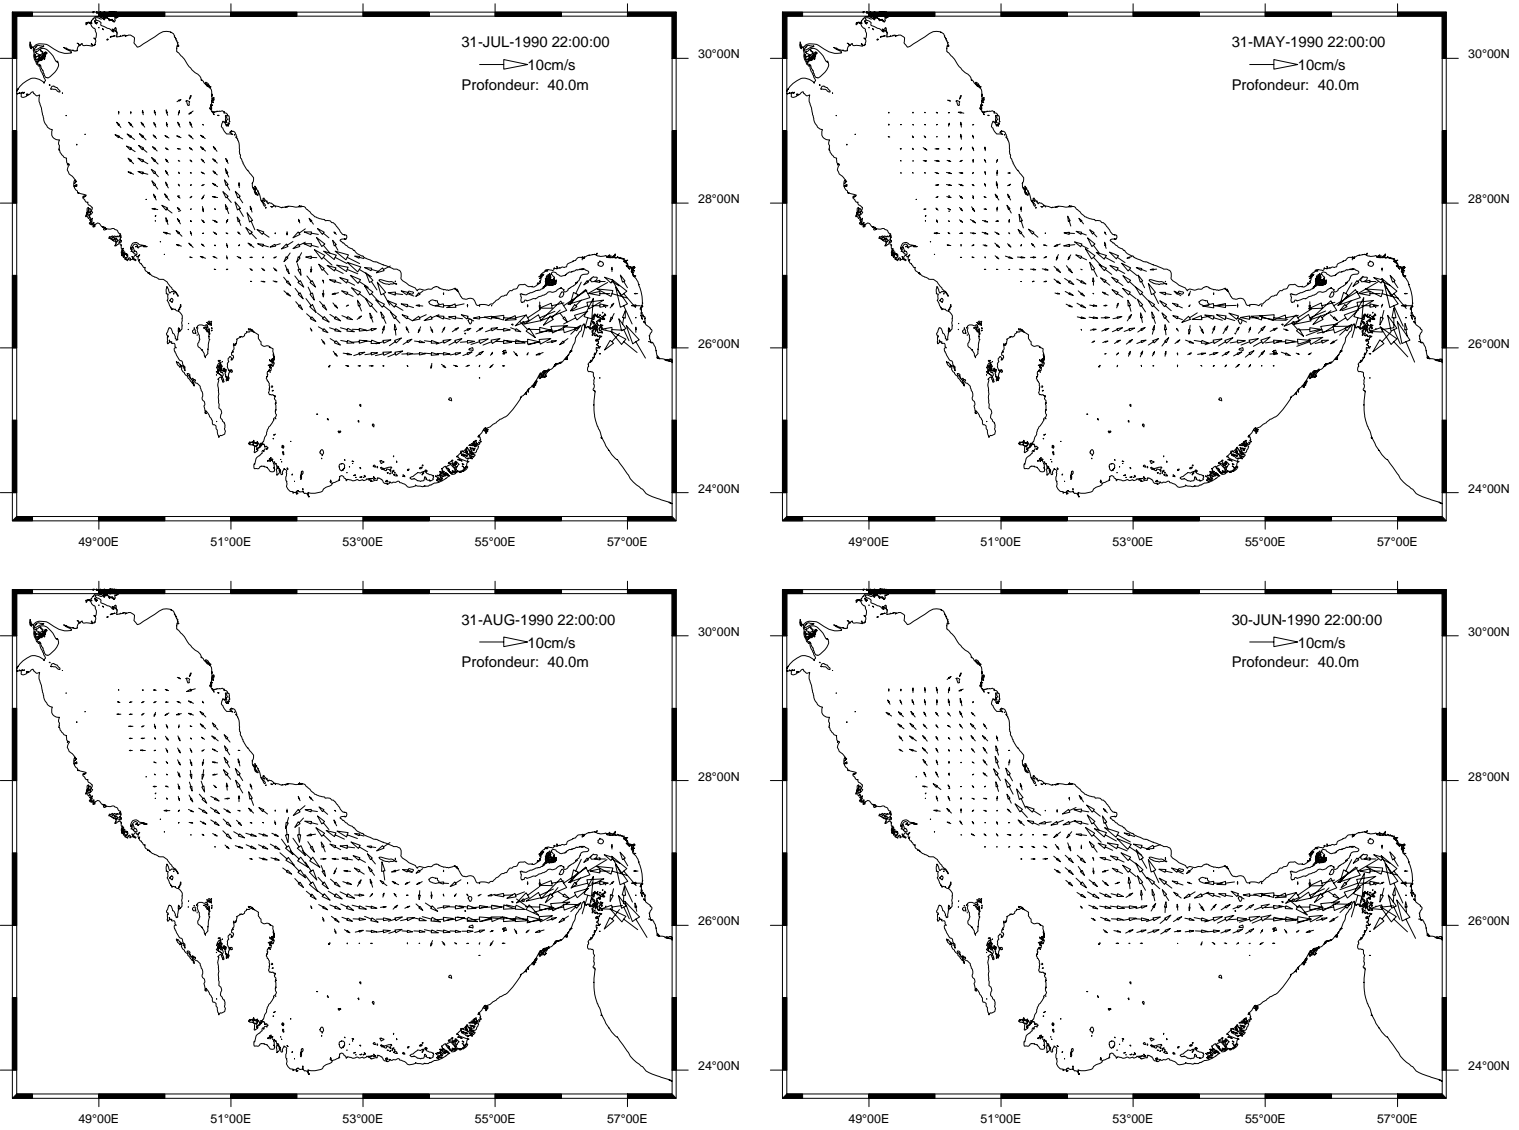 31-JUL-1990 22:00:00
10cm/s
Profondeur: 40.0m
30°00N
28°00N
26°00N
24°00N
49°00E 51°00E 53°00E 55°00E 57°00E
31-MAY-1990 22:00:00
10cm/s
Profondeur: 40.0m
30°00N
28°00N
26°00N
24°00N
49°00E 51°00E 53°00E 55°00E 57°00E
31-AUG-1990 22:00:00
10cm/s
Profondeur: 40.0m
30°00N
28°00N
26°00N
24°00N
49°00E 51°00E 53°00E 55°00E 57°00E
30-JUN-1990 22:00:00
10cm/s
Profondeur: 40.0m
30°00N
28°00N
26°00N
24°00N
49°00E 51°00E 53°00E 55°00E 57°00E